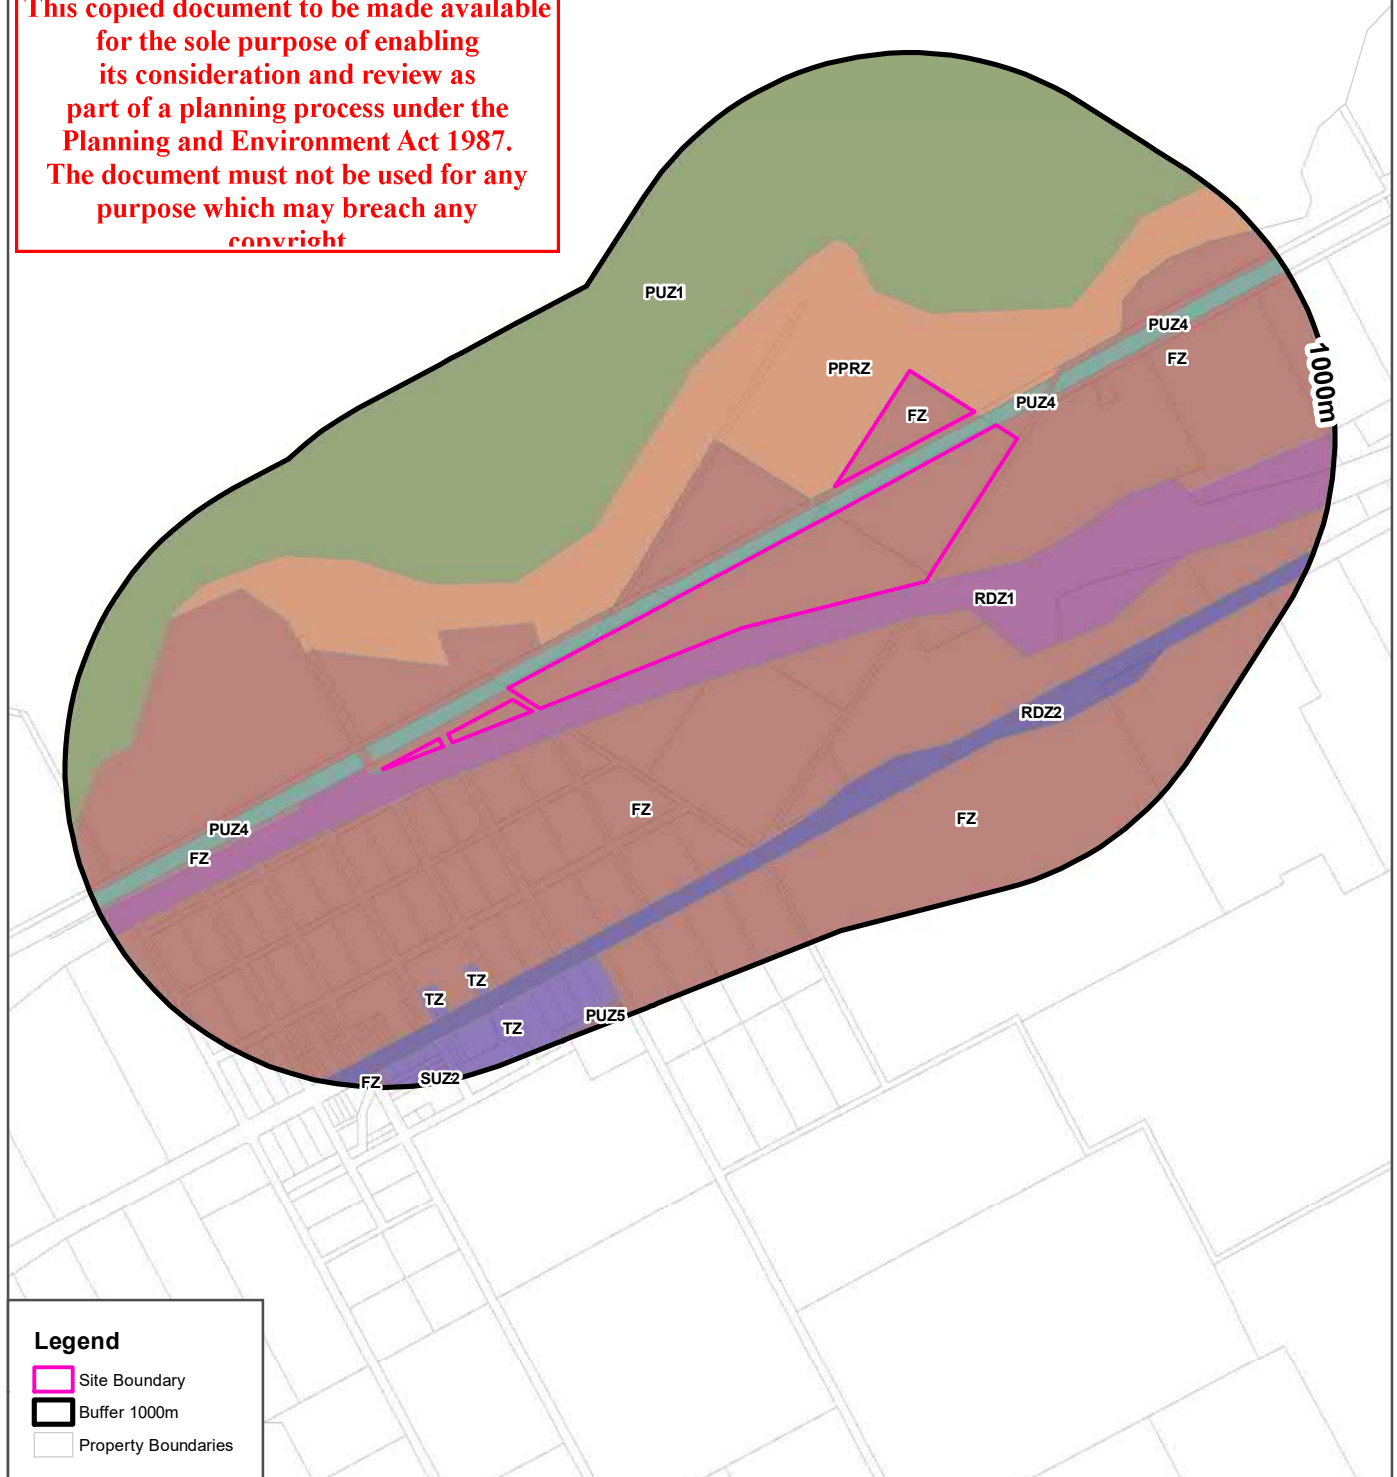 This copied document to be made available
for the sole purpose of enabling
its consideration and review as
part of a planning process under the
Planning and Environment Act 1987.
The document must not be used for any
purpose which may breach any
copyright
PUZ1
PUZ4
FZ
1000m
PPRZ
PUZ4
FZ
RDZ1
RDZ2
FZ
FZ
PUZ4
FZ
TZ
TZ
PUZ5
TZ
FZ
SUZ2
Legend
Site Boundary
Buffer 1000m
Property Boundaries